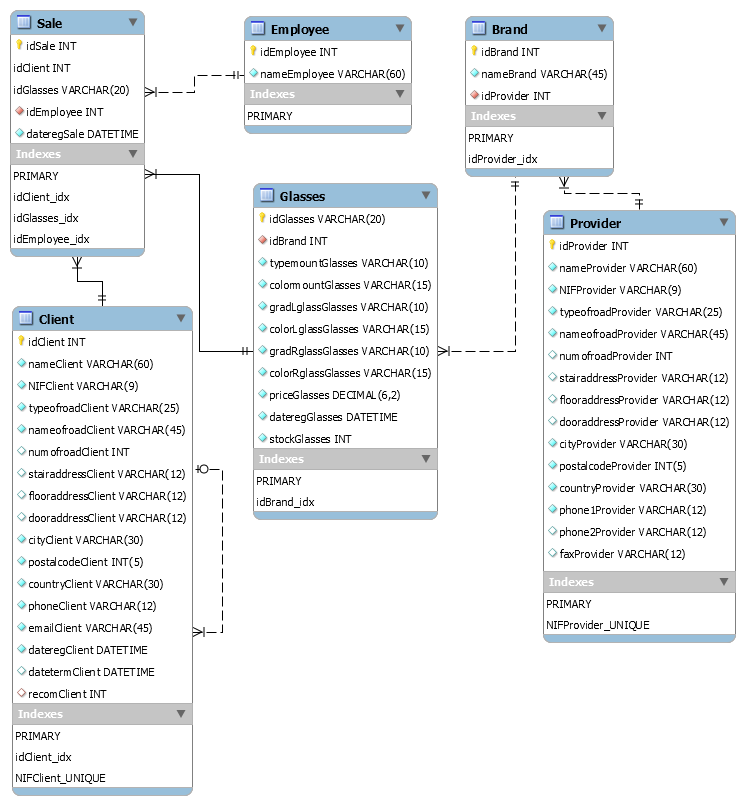 Sale
idSale INT
idClient INT
idGlasses VARCHAR(20)
idEmployee INT
dateregSale DATETIME
Indexes
PRIMARY
idClient_idx
idGlasses_idx
idEmployee_idx
Employee
idEmployee INT
nameEmployee VARCHAR(60)
Indexes
PRIMARY
Brand
idBrand INT
nameBrand VARCHAR(45)
idProvider INT
Indexes
PRIMARY
idProvider_idx
Glasses
idGlasses VARCHAR(20)
idBrand INT
typemountGlasses VARCHAR(10)
colormountGlasses VARCHAR(15)
gradLglassGlasses VARCHAR(10)
colorLglassGlasses VARCHAR(15)
gradRglassGlasses VARCHAR(10)
colorRglassGlasses VARCHAR(15)
priceGlasses DECIMAL(6,2)
dateregGlasses DATETIME
stockGlasses INT
Indexes
PRIMARY
idBrand_idx
Provider
idProvider INT
nameProvider VARCHAR(60)
NIFProvider VARCHAR(9)
typeofroadProvider VARCHAR(25)
nameofroadProvider VARCHAR(45)
numofroadProvider INT
stairaddressProvider VARCHAR(12)
flooraddressProvider VARCHAR(12)
dooraddressProvider VARCHAR(12)
cityProvider VARCHAR(30)
postalcodeProvider INT(5)
countryProvider VARCHAR(30)
phone1Provider VARCHAR(12)
phone2Provider VARCHAR(12)
faxProvider VARCHAR(12)
Indexes
PRIMARY
NIFProvider_UNIQUE
Client
idClient INT
nameClient VARCHAR(60)
NIFClient VARCHAR(9)
typeofroadClient VARCHAR(25)
nameofroadClient VARCHAR(45)
numofroadClient INT
stairaddressClient VARCHAR(12)
flooraddressClient VARCHAR(12)
dooraddressClient VARCHAR(12)
cityClient VARCHAR(30)
postalcodeClient INT(5)
countryClient VARCHAR(30)
phoneClient VARCHAR(12)
emailClient VARCHAR(45)
dateregClient DATETIME
datetermClient DATETIME
recomClient INT
Indexes
PRIMARY
idClient_idx
NIFClient_UNIQUE